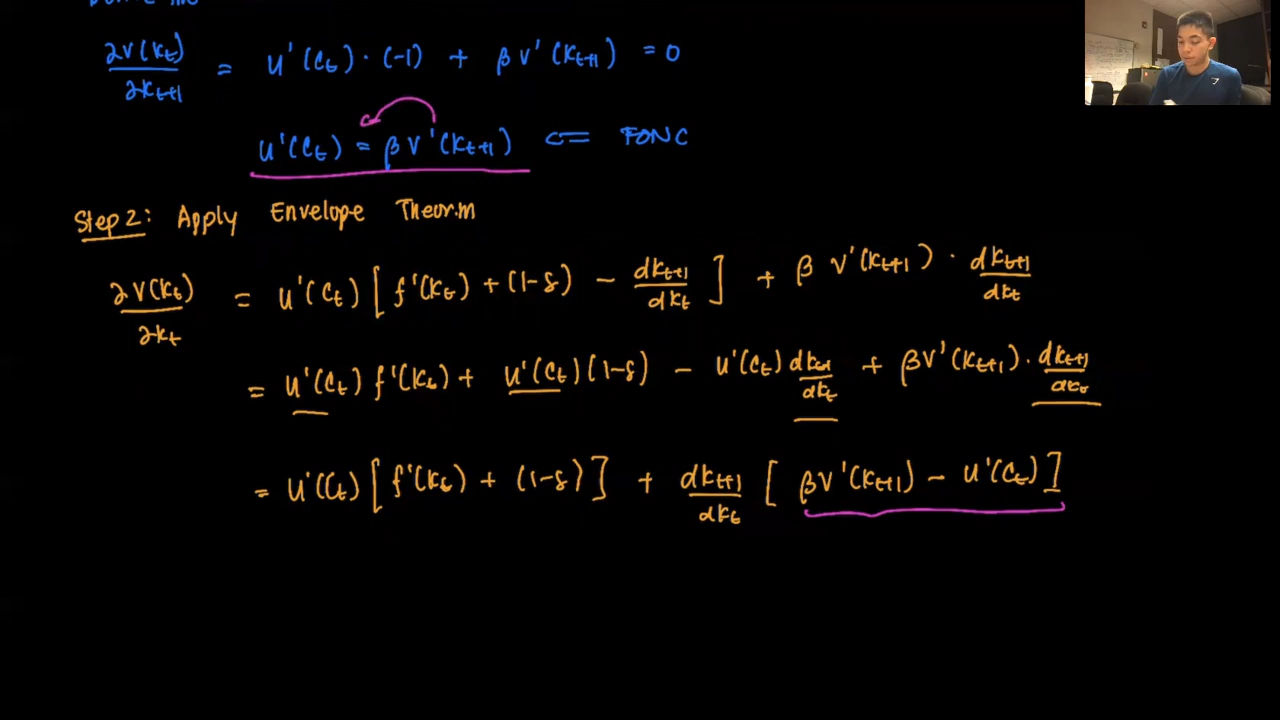 ∂V(Kt)/∂Kt+1 = u'(Ct)·(-1) + βV'(Kt+1) = 0
u'(Ct) = βV'(Kt+1) <= FONC
Step 2: Apply Envelope Theorem
∂V(Kt)/∂Kt = u'(Ct)[f'(Kt) + (1-δ) - dKt+1/dKt] + βV'(Kt+1)·dKt+1/dKt
= u'(Ct)f'(Kt) + u'(Ct)(1-δ) - u'(Ct)dKt+1/dKt + βV'(Kt+1)·dKt+1/dKt
= u'(Ct)[f'(Kt) + (1-δ)] + dKt+1/dKt [βV'(Kt+1) - u'(Ct)]